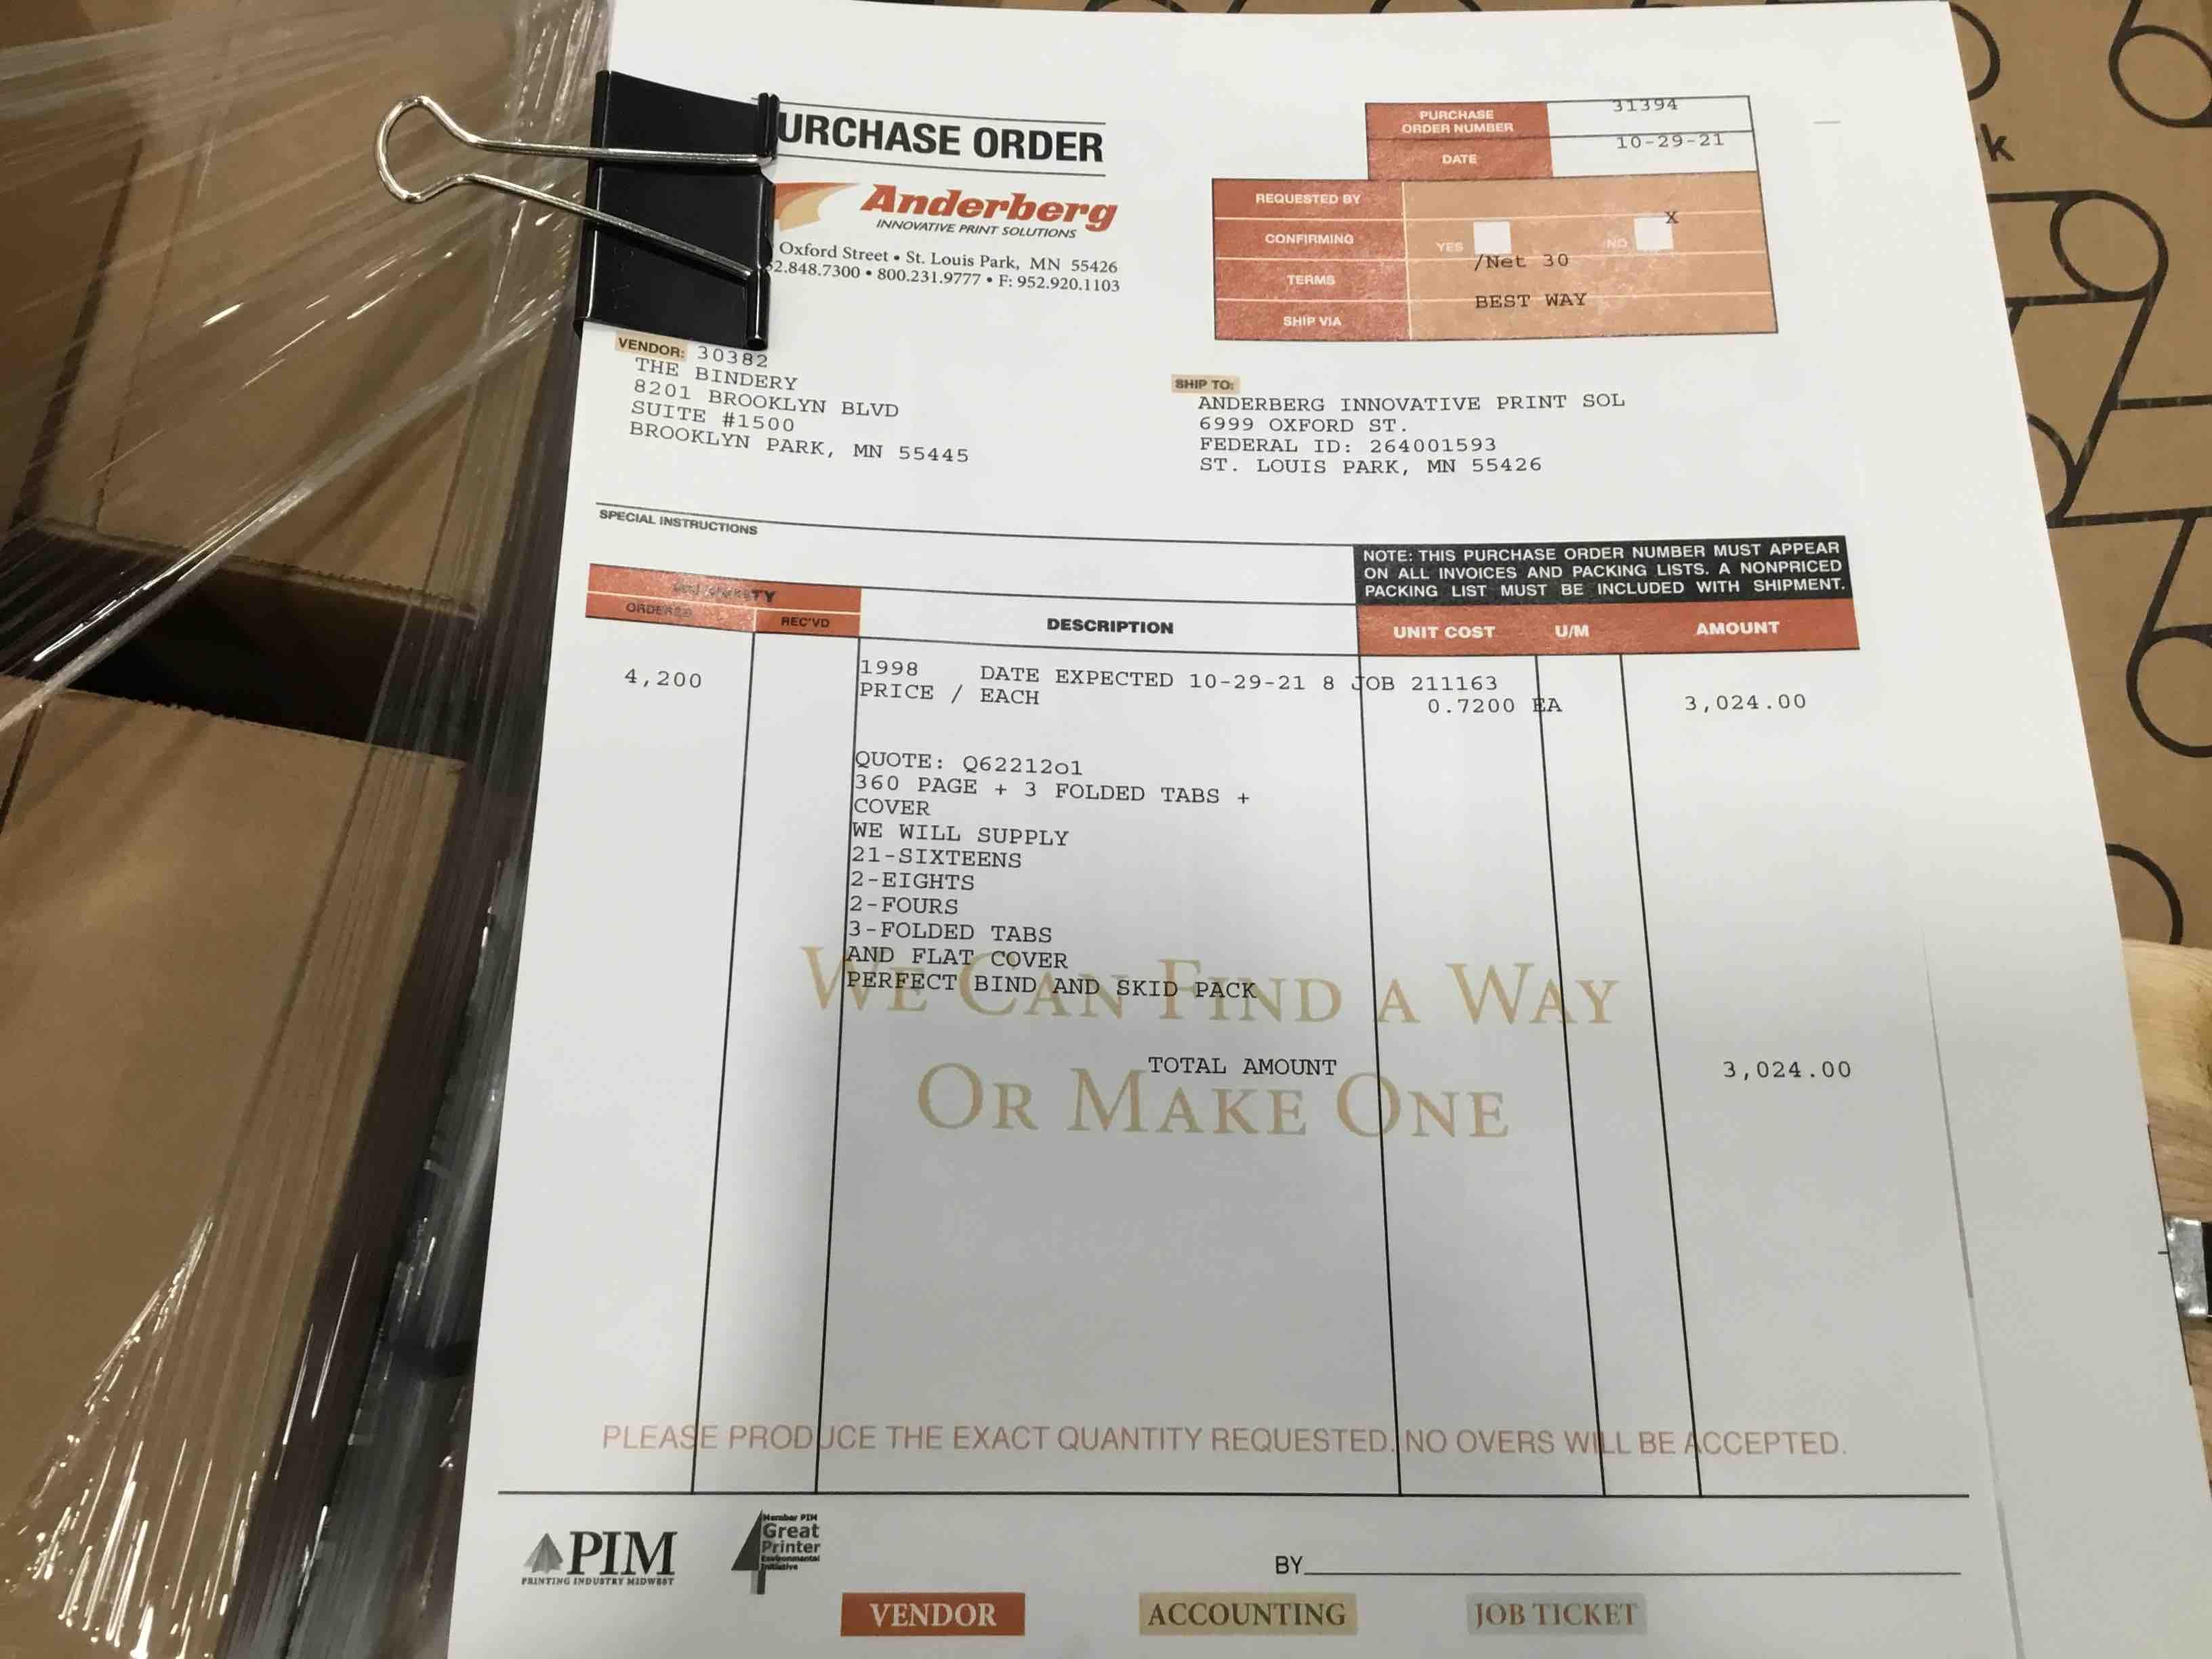 URCHASE ORDER
Anderberg
INNOVATIVE PRINT SOLUTIONS
Oxford Street • St. Louis Park, MN 55426
2.848.7300 • 800.231.9777 • F: 952.920.1103
PURCHASE ORDER NUMBER 31394
DATE 10-29-21
REQUESTED BY
CONFIRMING YES NO X
TERMS /Net 30
SHIP VIA BEST WAY
VENDOR: 30382
THE BINDERY
8201 BROOKLYN BLVD
SUITE #1500
BROOKLYN PARK, MN 55445
SHIP TO:
ANDERBERG INNOVATIVE PRINT SOL
6999 OXFORD ST.
FEDERAL ID: 264001593
ST. LOUIS PARK, MN 55426
SPECIAL INSTRUCTIONS
NOTE: THIS PURCHASE ORDER NUMBER MUST APPEAR
ON ALL INVOICES AND PACKING LISTS. A NONPRICED
PACKING LIST MUST BE INCLUDED WITH SHIPMENT.
ORDERED REC'VD DESCRIPTION UNIT COST U/M AMOUNT
4,200 1998 DATE EXPECTED 10-29-21 8 JOB 211163
PRICE / EACH 0.7200 EA 3,024.00
QUOTE: Q62212o1
360 PAGE + 3 FOLDED TABS +
COVER
WE WILL SUPPLY
21-SIXTEENS
2-EIGHTS
2-FOURS
3-FOLDED TABS
AND FLAT COVER
PERFECT BIND AND SKID PACK
WE CAN FIND A WAY
TOTAL AMOUNT 3,024.00
OR MAKE ONE
PLEASE PRODUCE THE EXACT QUANTITY REQUESTED. NO OVERS WILL BE ACCEPTED.
PIM
PRINTING INDUSTRY MIDWEST
Member PIM
Great
Printer
Environmental
Initiative
BY
VENDOR ACCOUNTING JOB TICKET
k